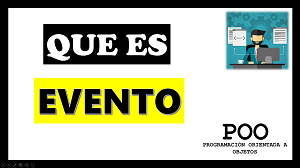 QUE ES
EVENTO
POO
PROGRAMACIÓN ORIENTADA A
OBJETOS